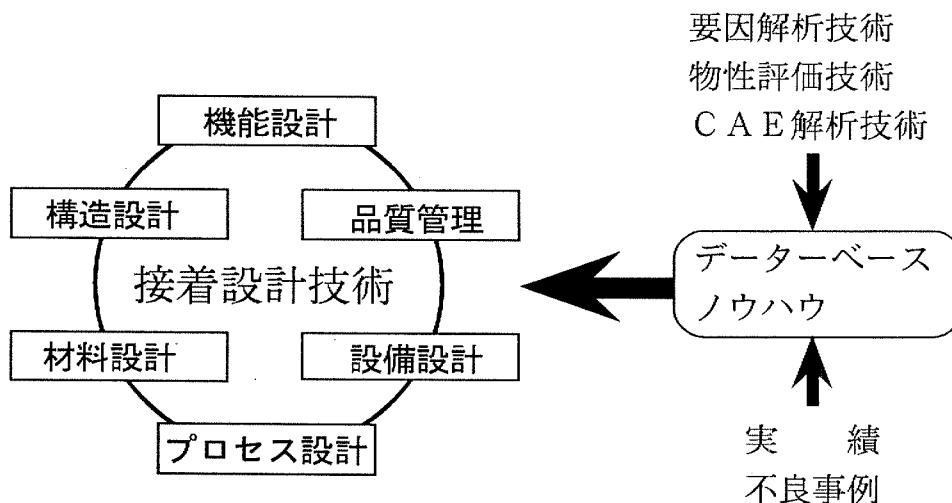 機能設計
構造設計
品質管理
接着設計技術
材料設計
設備設計
プロセス設計
要因解析技術
物性評価技術
ＣＡＥ解析技術
データーベース
ノウハウ
実　　績
不良事例